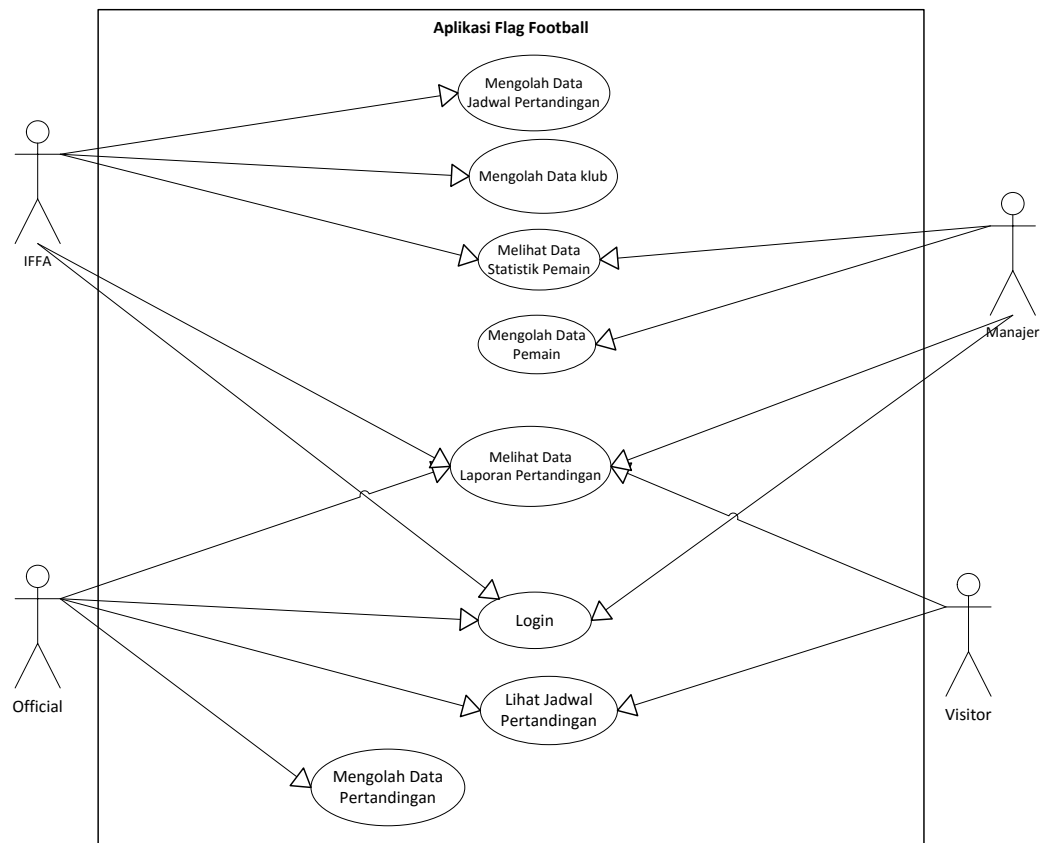 Aplikasi Flag Football
Mengolah Data
Jadwal Pertandingan
Mengolah Data klub
IFFA
Melihat Data
Statistik Pemain
Mengolah Data
Pemain
Manajer
Melihat Data
Laporan Pertandingan
Login
Official
Lihat Jadwal
Pertandingan
Visitor
Mengolah Data
Pertandingan